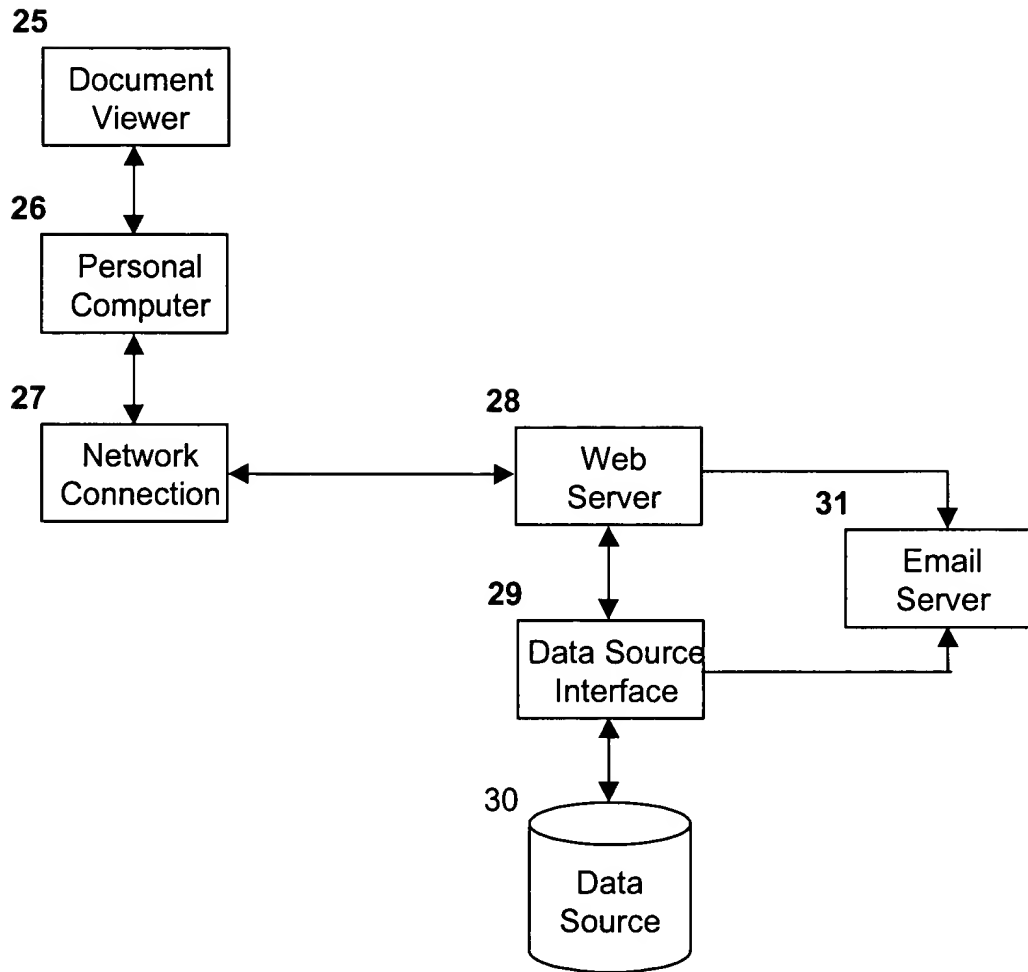 25
Document
Viewer
26
Personal
Computer
27
Network
Connection
28
Web
Server
31
Email
Server
29
Data Source
Interface
30
Data
Source